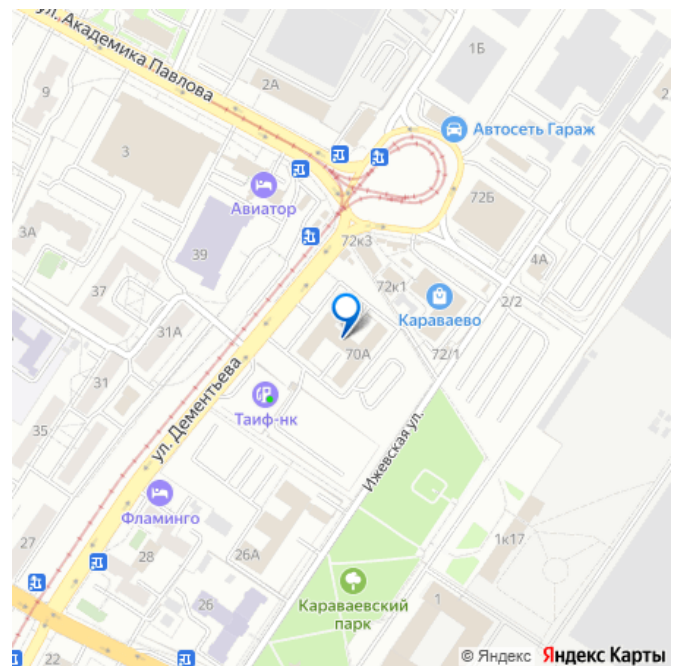 ул. Академика Павлова
2А
1Б
9
2
Автосеть Гараж
3
Авиатор
72Б
3А
39
72к3
4А
37
72к1
2/2
Караваево
31А
70А
72/1
31
ул. Дементьева
Таиф-нк
35
Ижевская ул.
Фламинго
27
28
26А
1к17
Караваевский
парк
26
1
22
© Яндекс Яндекс Карты